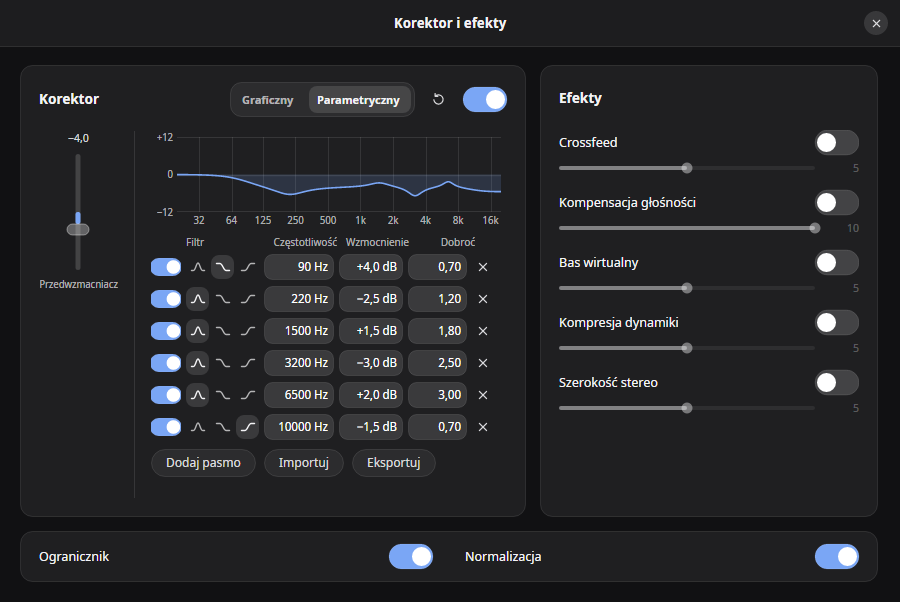 Korektor i efekty
Korektor
Graficzny Parametryczny
−4,0
Przedwzmacniacz
+12
0
−12
32 64 125 250 500 1k 2k 4k 8k 16k
Filtr Częstotliwość Wzmocnienie Dobroć
90 Hz +4,0 dB 0,70
220 Hz −2,5 dB 1,20
1500 Hz +1,5 dB 1,80
3200 Hz −3,0 dB 2,50
6500 Hz +2,0 dB 3,00
10000 Hz −1,5 dB 0,70
Dodaj pasmo Importuj Eksportuj
Efekty
Crossfeed
5
Kompensacja głośności
10
Bas wirtualny
5
Kompresja dynamiki
5
Szerokość stereo
5
Ogranicznik
Normalizacja